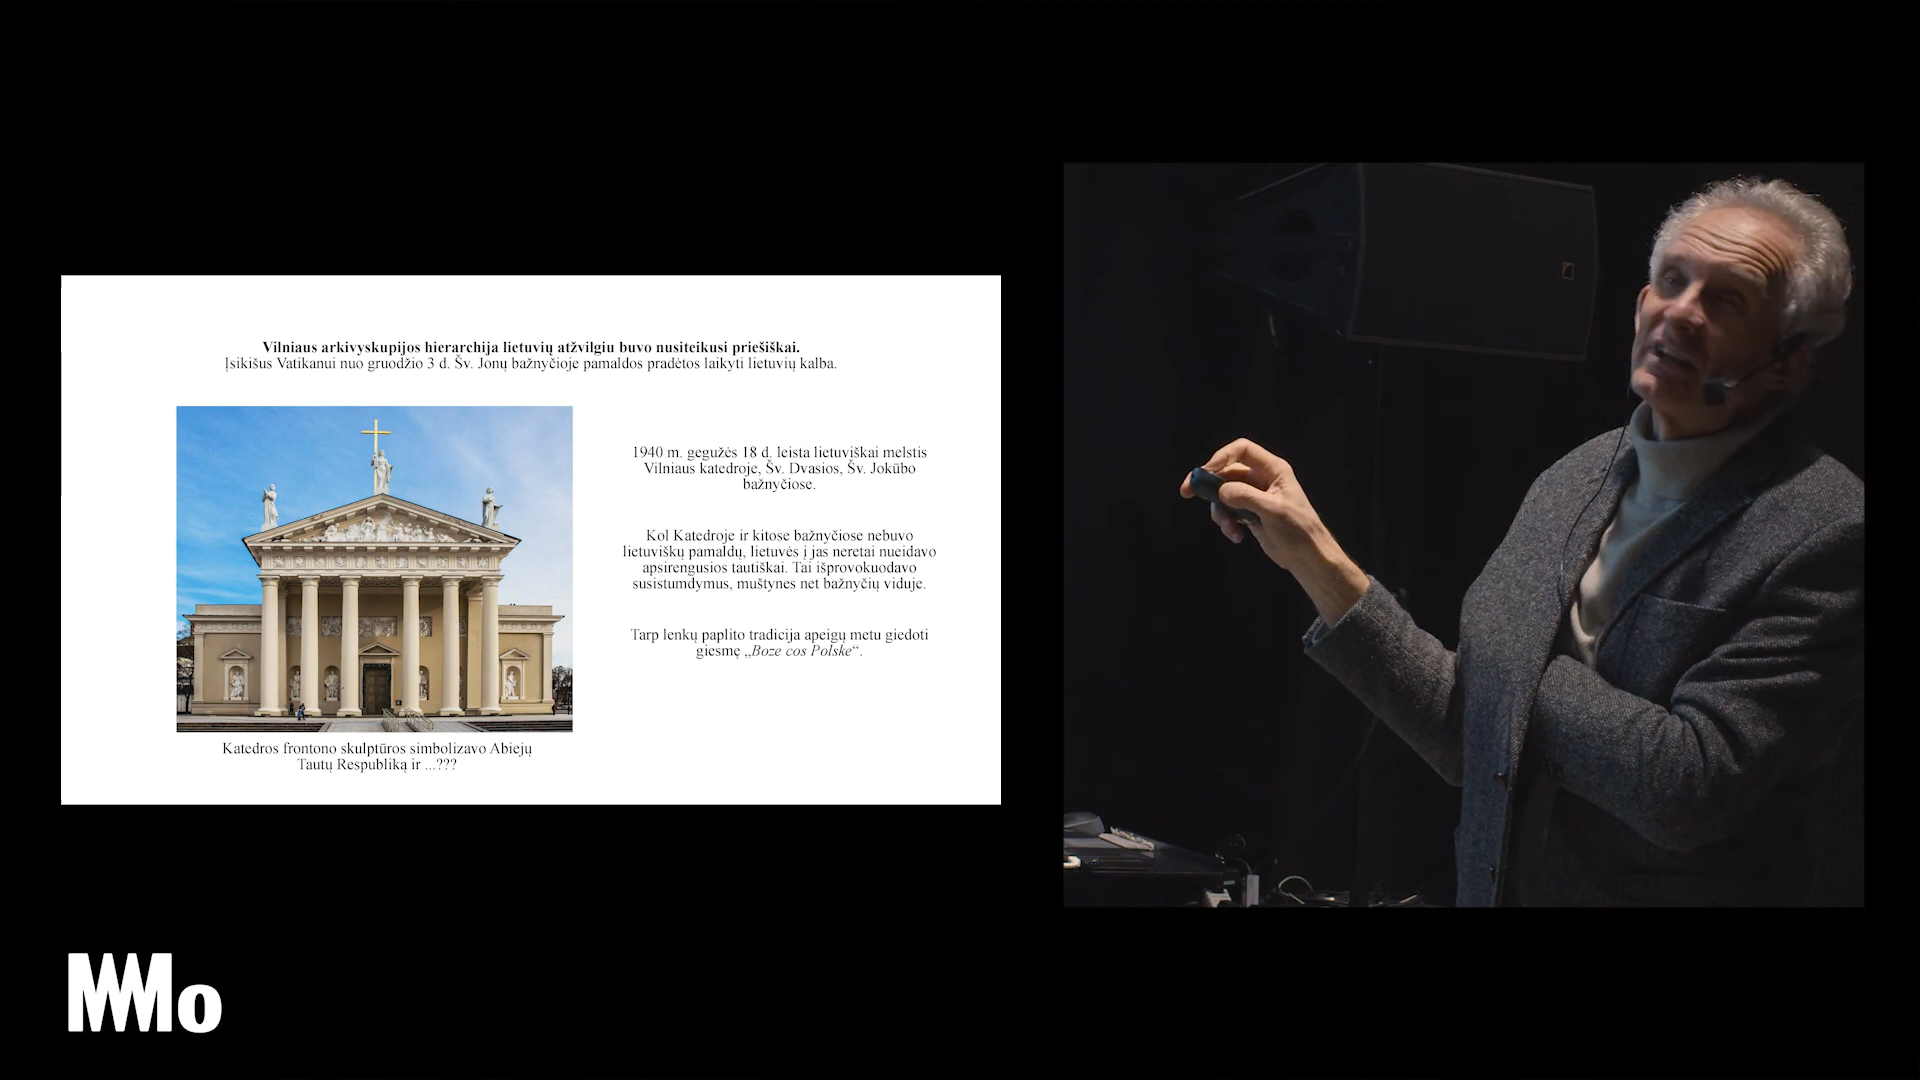 Vilniaus arkivyskupijos hierarchija lietuvių atžvilgiu buvo nusiteikusi priešiškai.
Įsikišus Vatikanui nuo gruodžio 3 d. Šv. Jonų bažnyčioje pamaldos pradėtos laikyti lietuvių kalba.
1940 m. gegužės 18 d. leista lietuviškai melstis
Vilniaus katedroje, Šv. Dvasios, Šv. Jokūbo
bažnyčiose.
Kol Katedroje ir kitose bažnyčiose nebuvo
lietuviškų pamaldų, lietuvės į jas neretai nueidavo
apsirengusios tautiškai. Tai išprovokuodavo
susistumdymus, muštynes net bažnyčių viduje.
Tarp lenkų paplito tradicija apeigų metu giedoti
giesmę „Boze cos Polske“.
Katedros frontono skulptūros simbolizavo Abiejų
Tautų Respubliką ir ...???
MMo